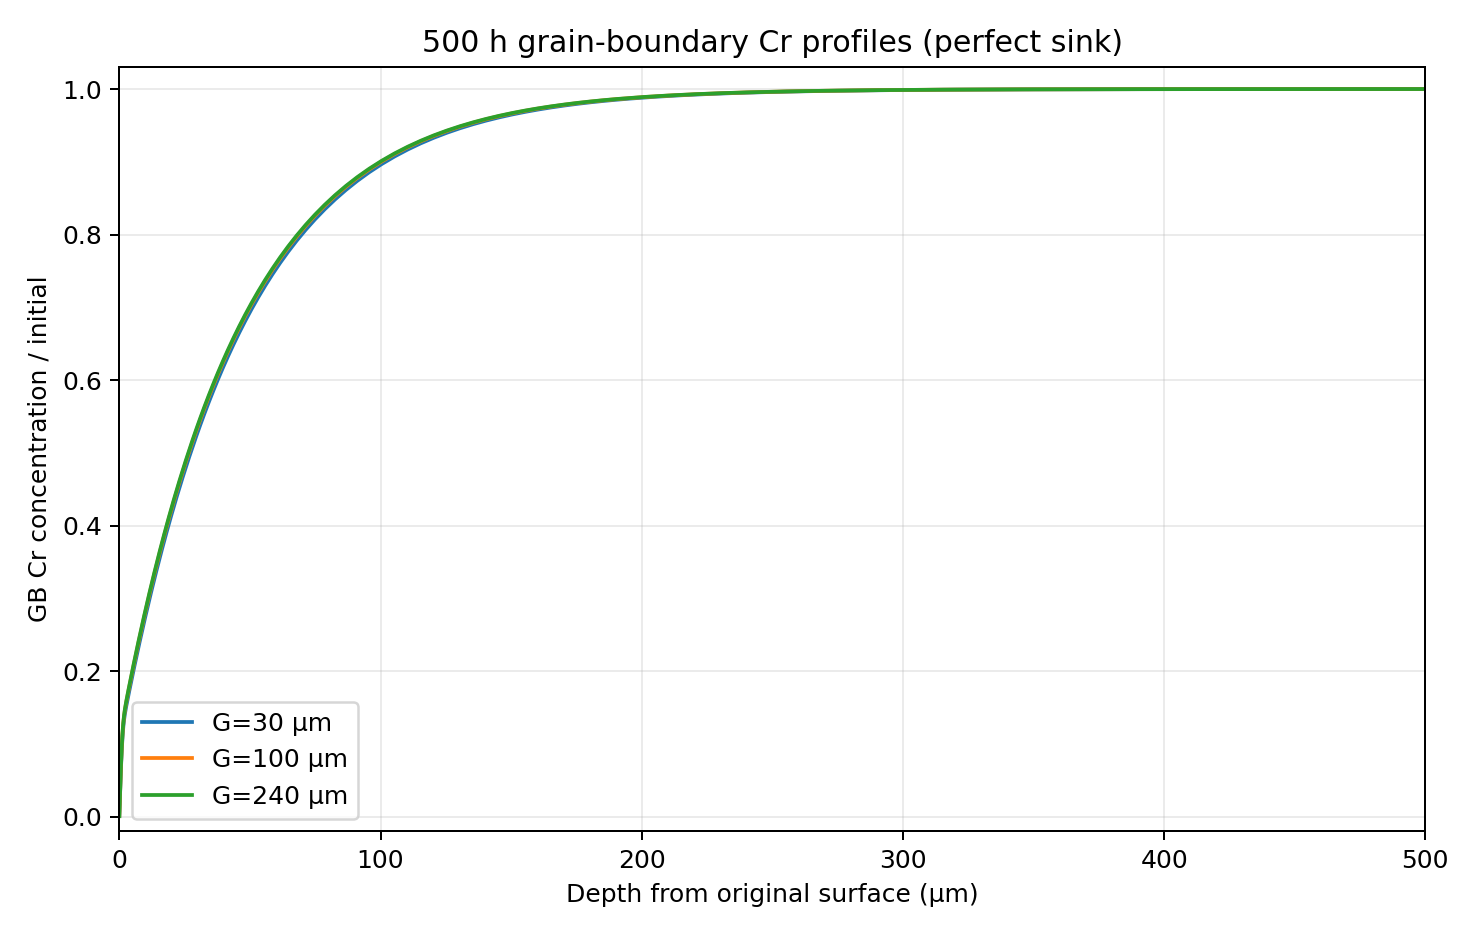 500 h grain-boundary Cr profiles (perfect sink)
GB Cr concentration / initial
1.0
0.8
0.6
0.4
0.2
0.0
G=30 µm
G=100 µm
G=240 µm
0 100 200 300 400 500
Depth from original surface (µm)